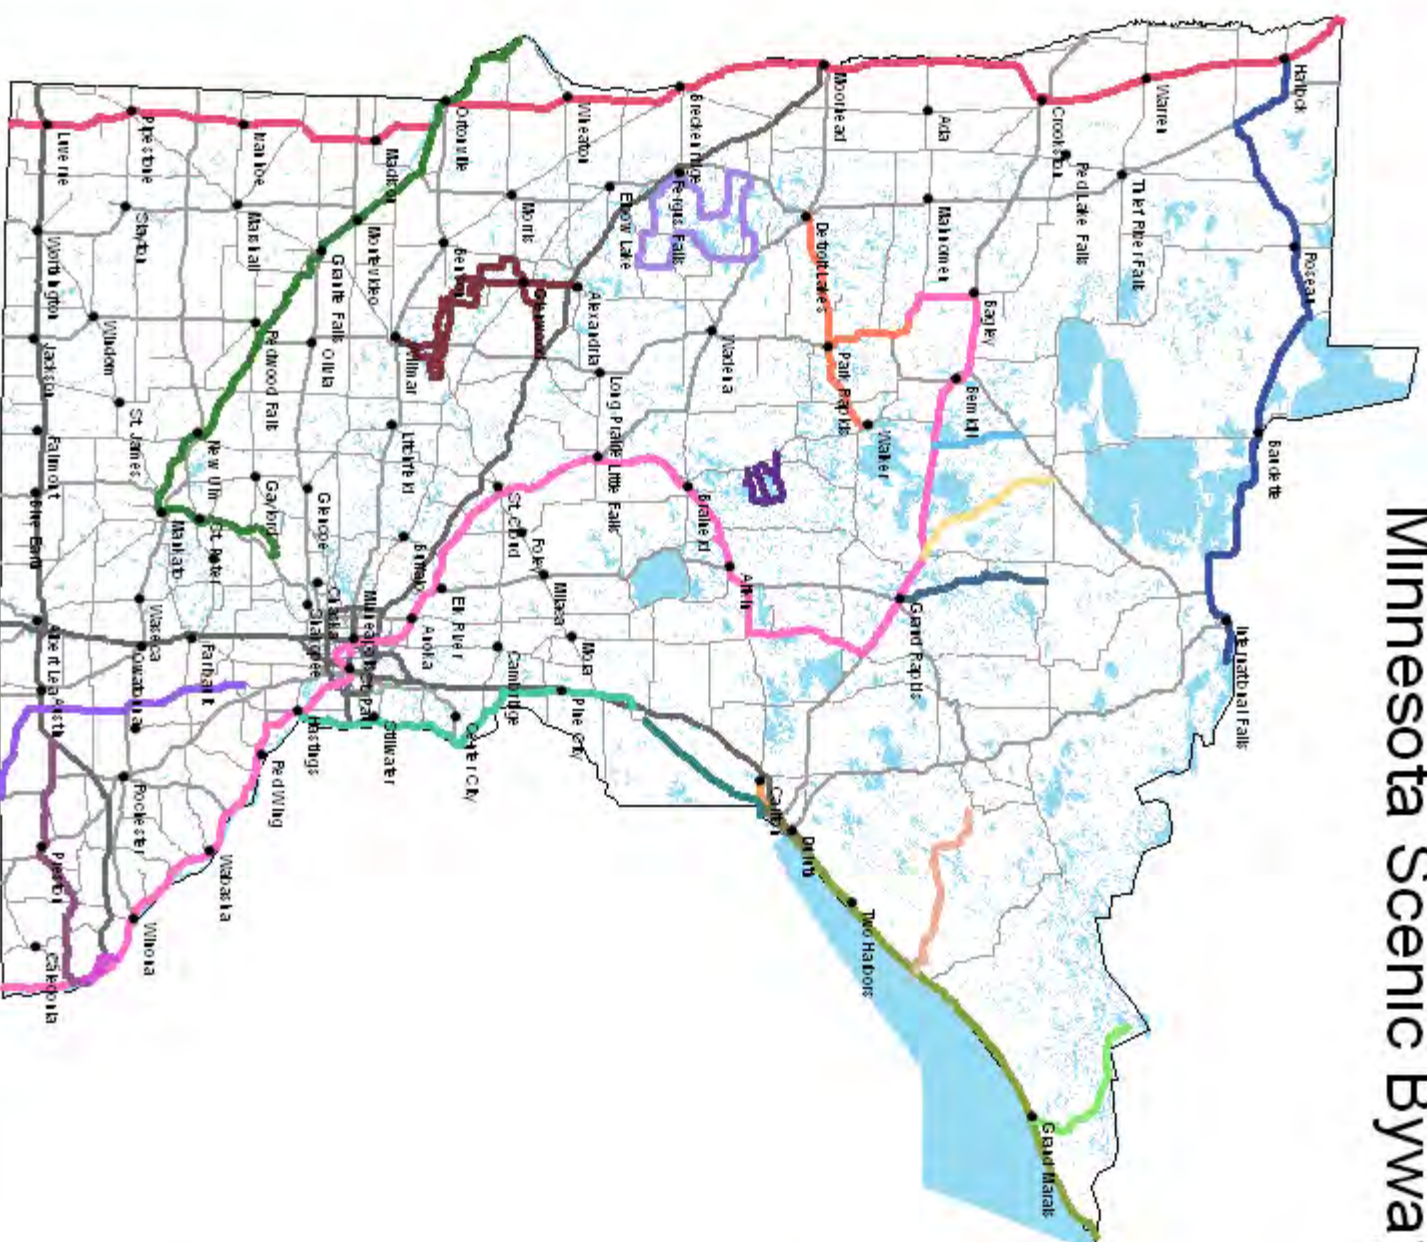 Minnesota Scenic Bywa
Hallock
Roseau
Warren
Thief River Falls
Baudette
Crookston
Red Lake Falls
International Falls
Ada
Mahnomen
Bagley
Bemidji
Moorhead
Detroit Lakes
Park Rapids
Walker
Grand Rapids
Grand Marais
Two Harbors
Duluth
Carlton
Breckenridge
Fergus Falls
Wadena
Brainerd
Aitkin
Wheaton
Elbow Lake
Alexandria
Long Prairie
Little Falls
Morris
Glenwood
St. Cloud
Foley
Milaca
Mora
Pine City
Ortonville
Benson
Willmar
Litchfield
Buffalo
Elk River
Anoka
Cambridge
Center City
Stillwater
Madison
Montevideo
Granite Falls
Olivia
Glencoe
Chaska
Shakopee
Minneapolis
St. Paul
Hastings
Red Wing
Marshall
Redwood Falls
New Ulm
Gaylord
St. Peter
Mankato
Faribault
Wabasha
Pipestone
Slayton
Windom
St. James
Waseca
Owatonna
Rochester
Winona
Luverne
Worthington
Jackson
Fairmont
Blue Earth
Albert Lea
Austin
Preston
Caledonia